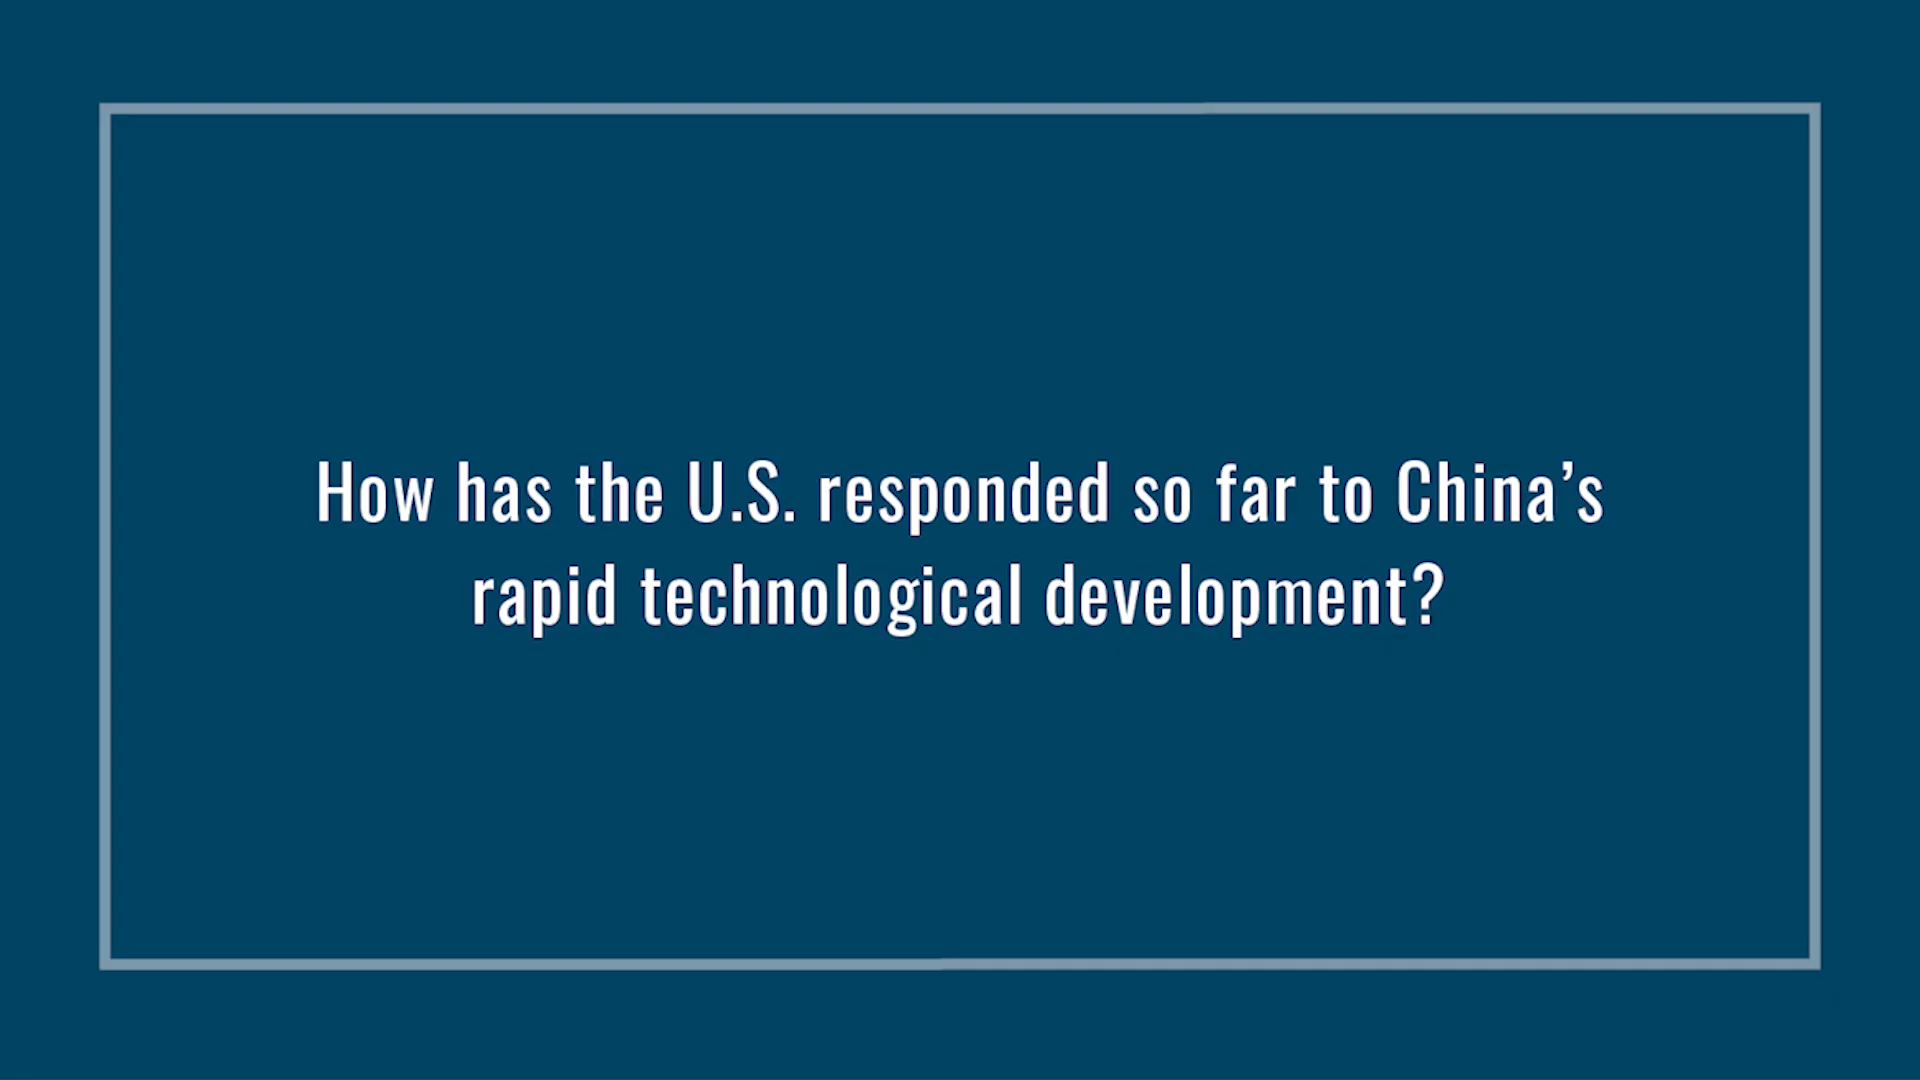 How has the U.S. responded so far to China’s
rapid technological development?